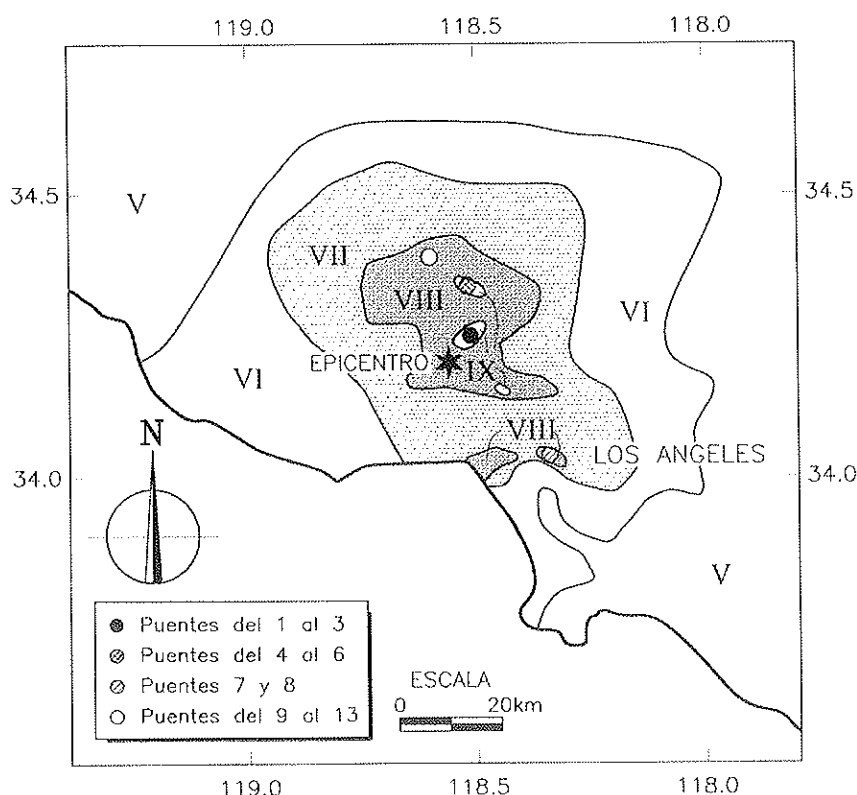 119.0 118.5 118.0
34.5 34.5
V
VII
VIII
VI
EPICENTRO IX
VI
VIII
LOS ANGELES
N
34.0 34.0
V
Puentes del 1 al 3
Puentes del 4 al 6
Puentes 7 y 8
Puentes del 9 al 13
ESCALA
0 20km
119.0 118.5 118.0